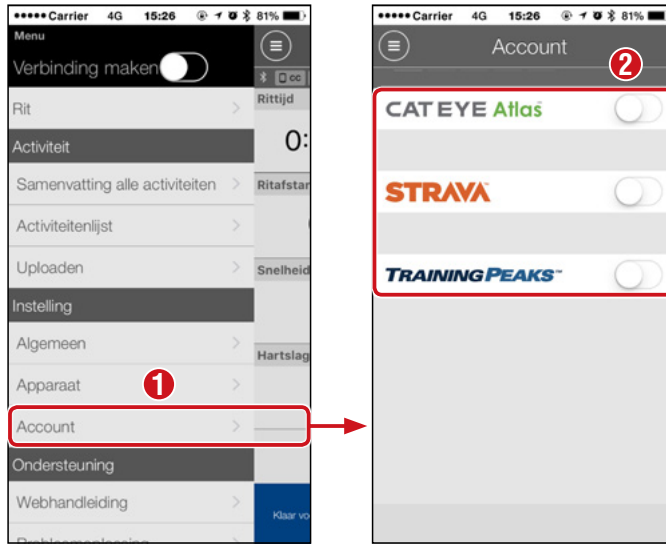 Carrier 4G 15:26 81%
Menu
Verbinding maken
Rit
Activiteit
Samenvatting alle activiteiten
Activiteitenlijst
Uploaden
Instelling
Algemeen
Apparaat
1
Account
Ondersteuning
Webhandleiding
cc
Rittijd
0:
Ritafstan
Snelheid
Hartslag
Klaar vo
Carrier 4G 15:26 81%
Account
2
CATEYE Atlas
STRAVA
TRAININGPEAKS™